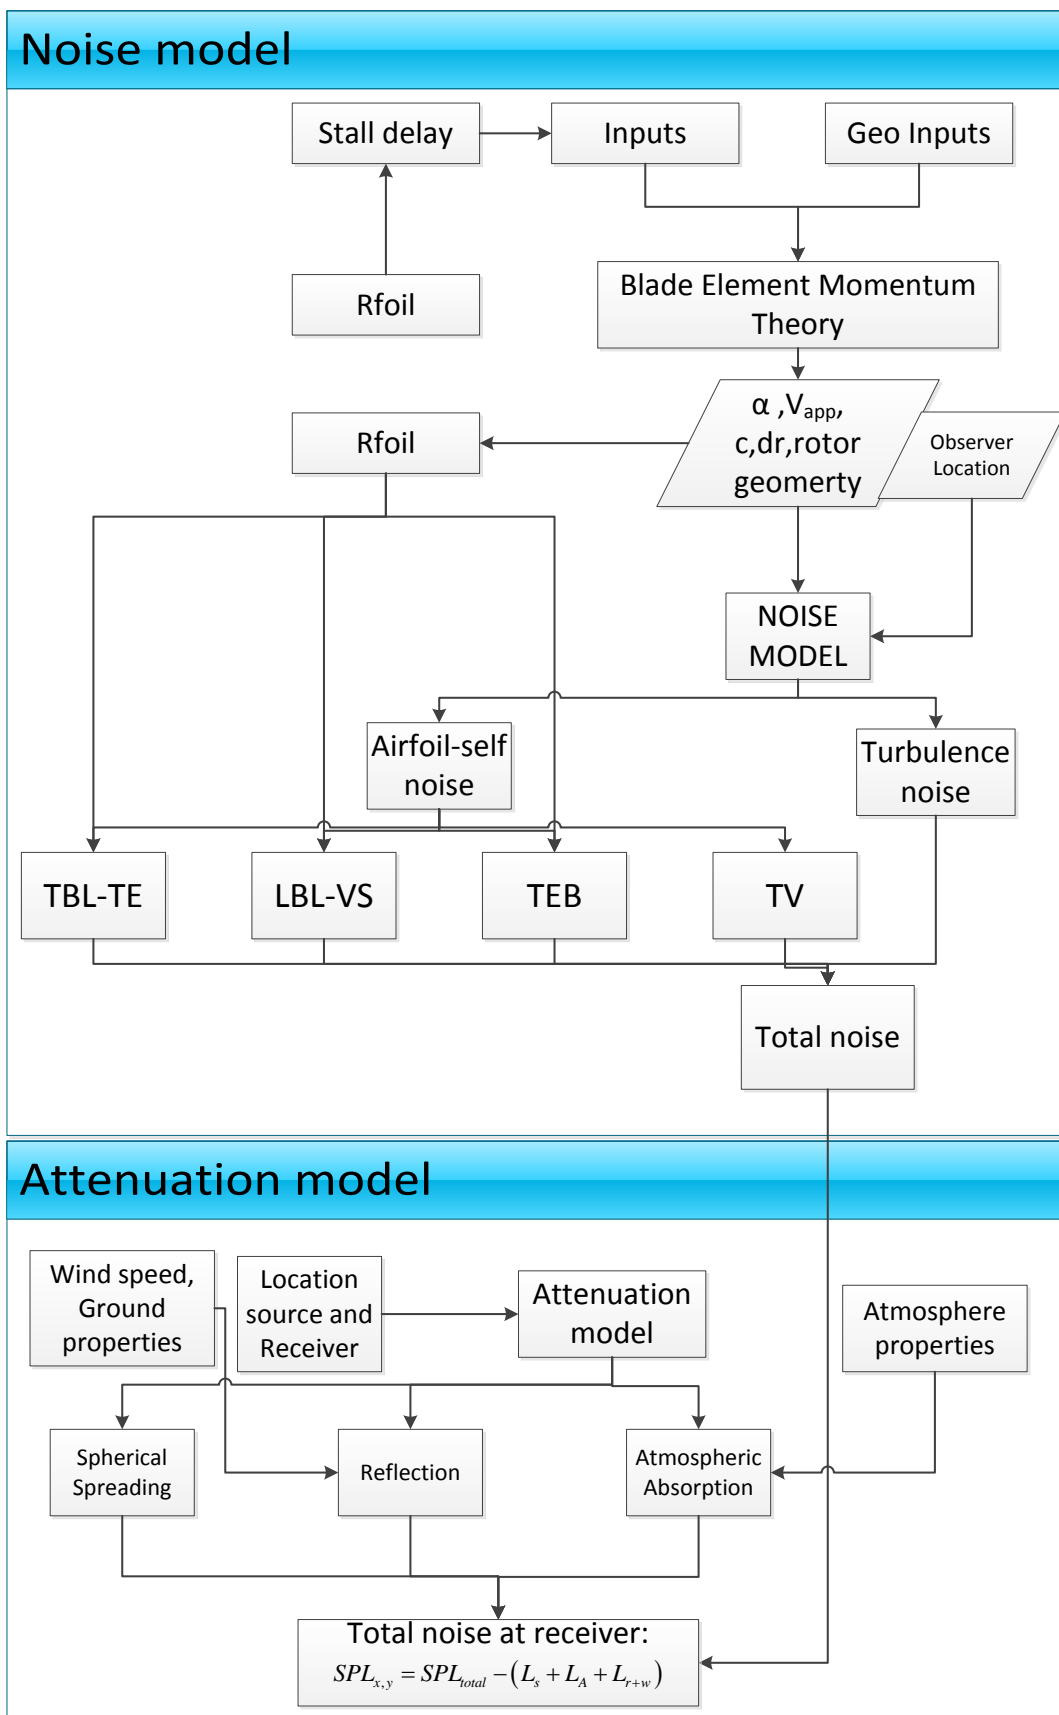 Noise model
Stall delay
Inputs
Geo Inputs
Rfoil
Blade Element Momentum
Theory
α ,Vapp,
c,dr,rotor
geomerty
Observer
Location
Rfoil
NOISE
MODEL
Airfoil-self
noise
Turbulence
noise
TBL-TE
LBL-VS
TEB
TV
Total noise
Attenuation model
Wind speed,
Ground
properties
Location
source and
Receiver
Attenuation
model
Atmosphere
properties
Spherical
Spreading
Reflection
Atmospheric
Absorption
Total noise at receiver:
SPLx,y = SPLtotal − (Ls + LA + Lr+w)